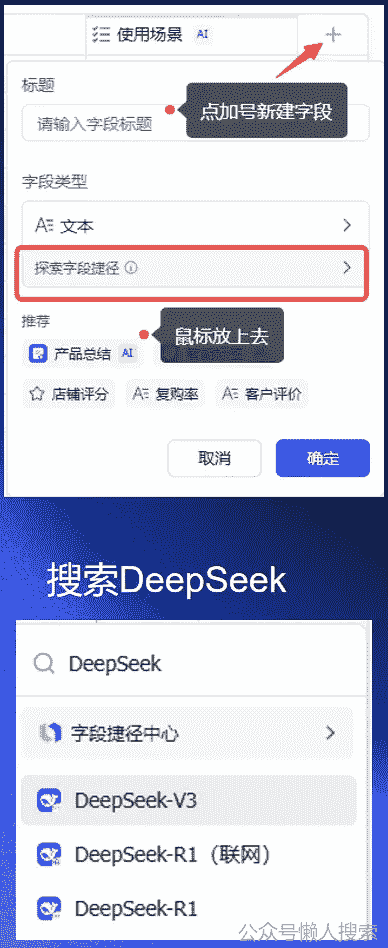 使用场景 AI
标题
请输入字段标题
点加号新建字段
字段类型
A 文本
探索字段捷径
推荐
鼠标放上去
产品总结 AI
店铺评分 A 复购率 A 客户评价
取消 确定
搜索DeepSeek
DeepSeek
字段捷径中心
DeepSeek-V3
DeepSeek-R1（联网）
DeepSeek-R1
公众号懒人搜索